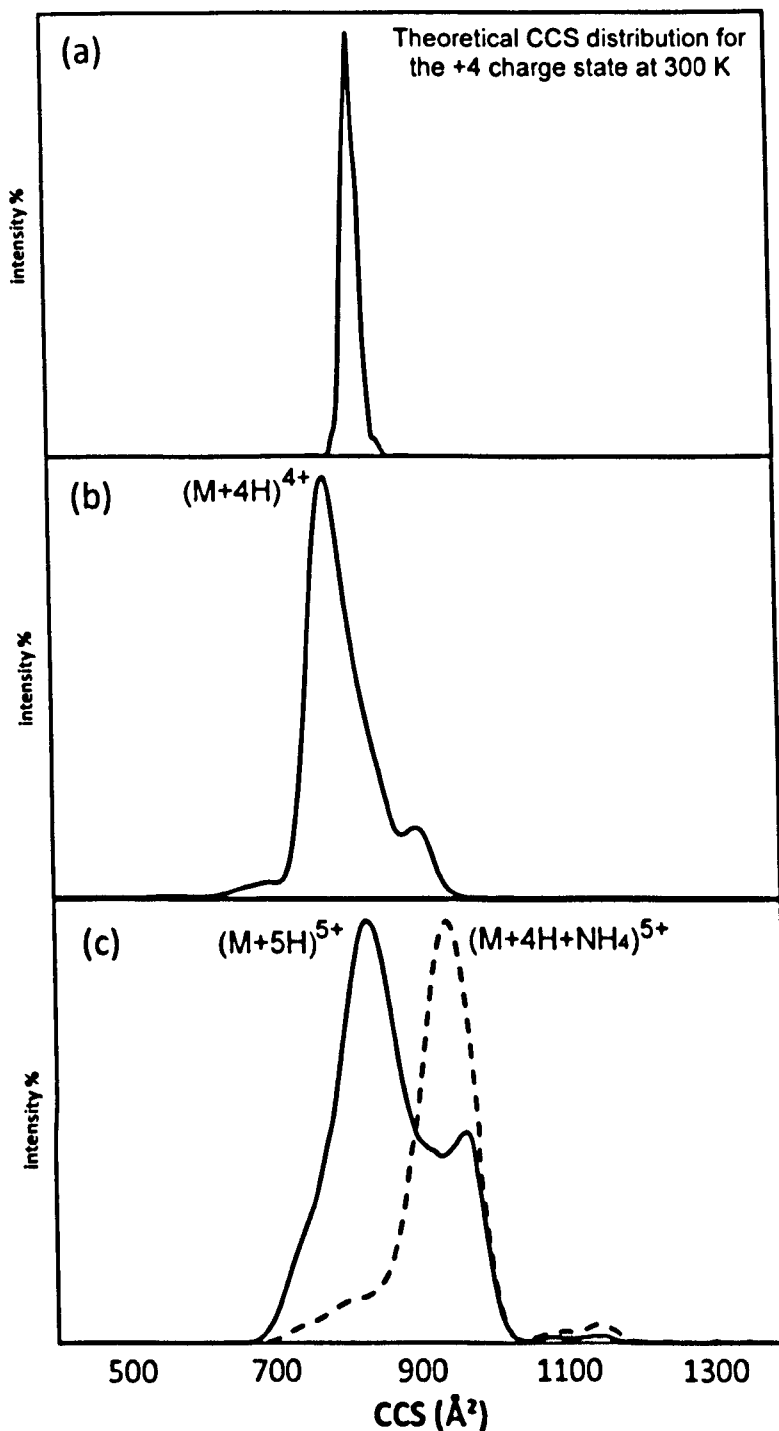 (a)
Theoretical CCS distribution for
the +4 charge state at 300 K
intensity %
(b)
(M+4H)⁴⁺
intensity %
(c)
(M+5H)⁵⁺
(M+4H+NH₄)⁵⁺
intensity %
500 700 900 1100 1300
CCS (Å²)